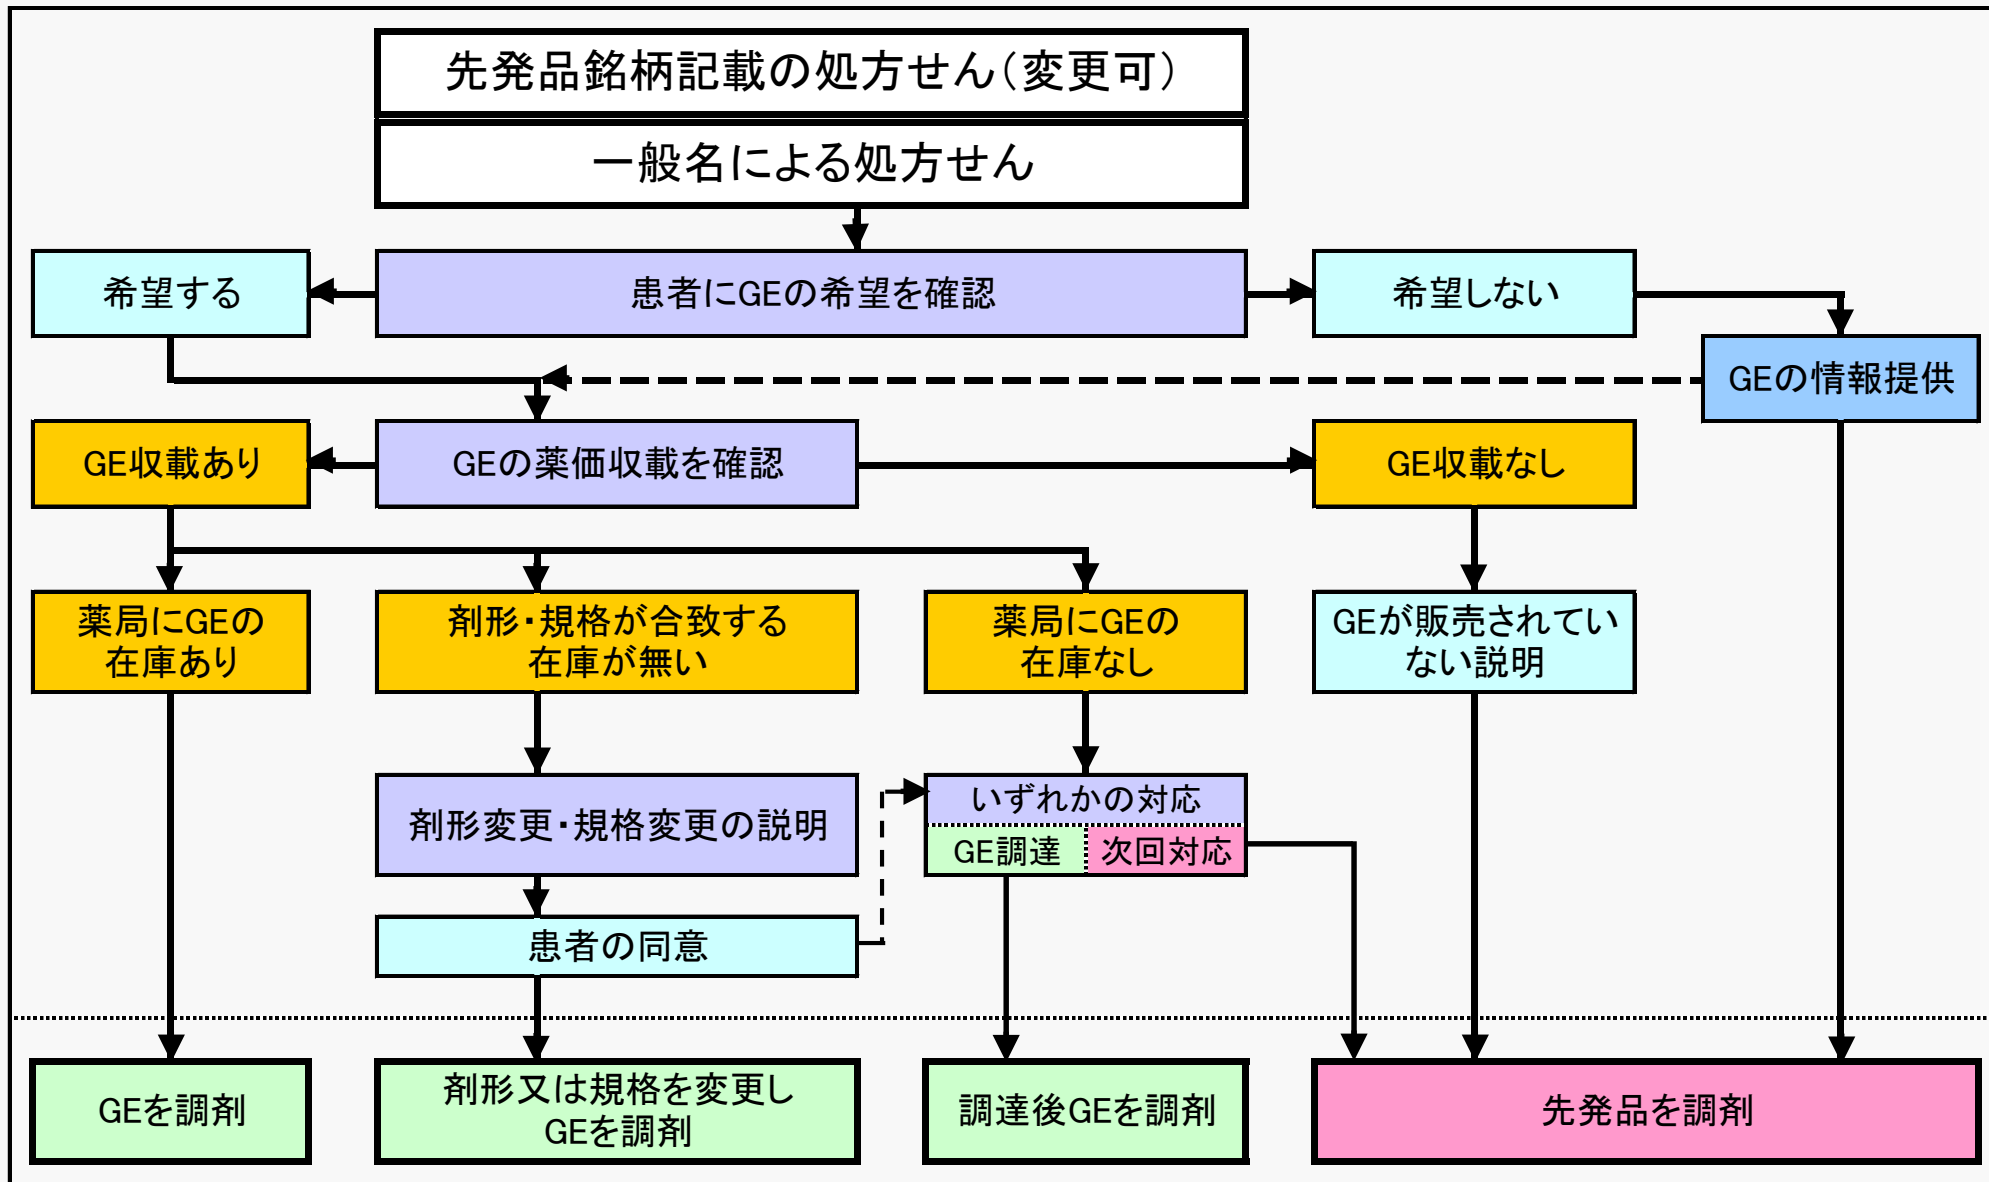 先発品銘柄記載の処方せん(変更可)
一般名による処方せん
希望する
患者にGEの希望を確認
希望しない
GEの情報提供
GE収載あり
GEの薬価収載を確認
GE収載なし
薬局にGEの
在庫あり
剤形・規格が合致する
在庫が無い
薬局にGEの
在庫なし
GEが販売されてい
ない説明
剤形変更・規格変更の説明
いずれかの対応
GE調達
次回対応
患者の同意
GEを調剤
剤形又は規格を変更し
GEを調剤
調達後GEを調剤
先発品を調剤